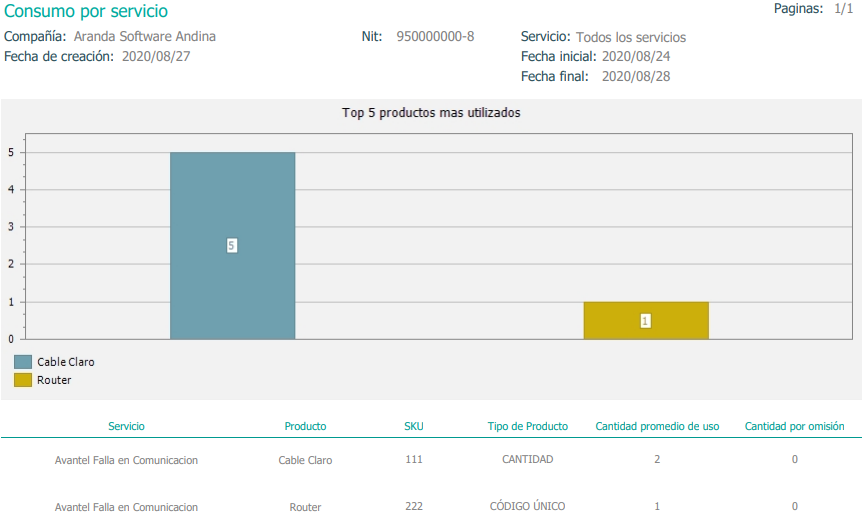 Consumo por servicio Paginas: 1/1
Compañía: Aranda Software Andina Nit: 950000000-8 Servicio: Todos los servicios
Fecha de creación: 2020/08/27 Fecha inicial: 2020/08/24
Fecha final: 2020/08/28
Top 5 productos mas utilizados
5
4
3
2
1
0
5
1
Cable Claro
Router
Servicio Producto SKU Tipo de Producto Cantidad promedio de uso Cantidad por omisión
Avantel Falla en Comunicacion Cable Claro 111 CANTIDAD 2 0
Avantel Falla en Comunicacion Router 222 CÓDIGO ÚNICO 1 0